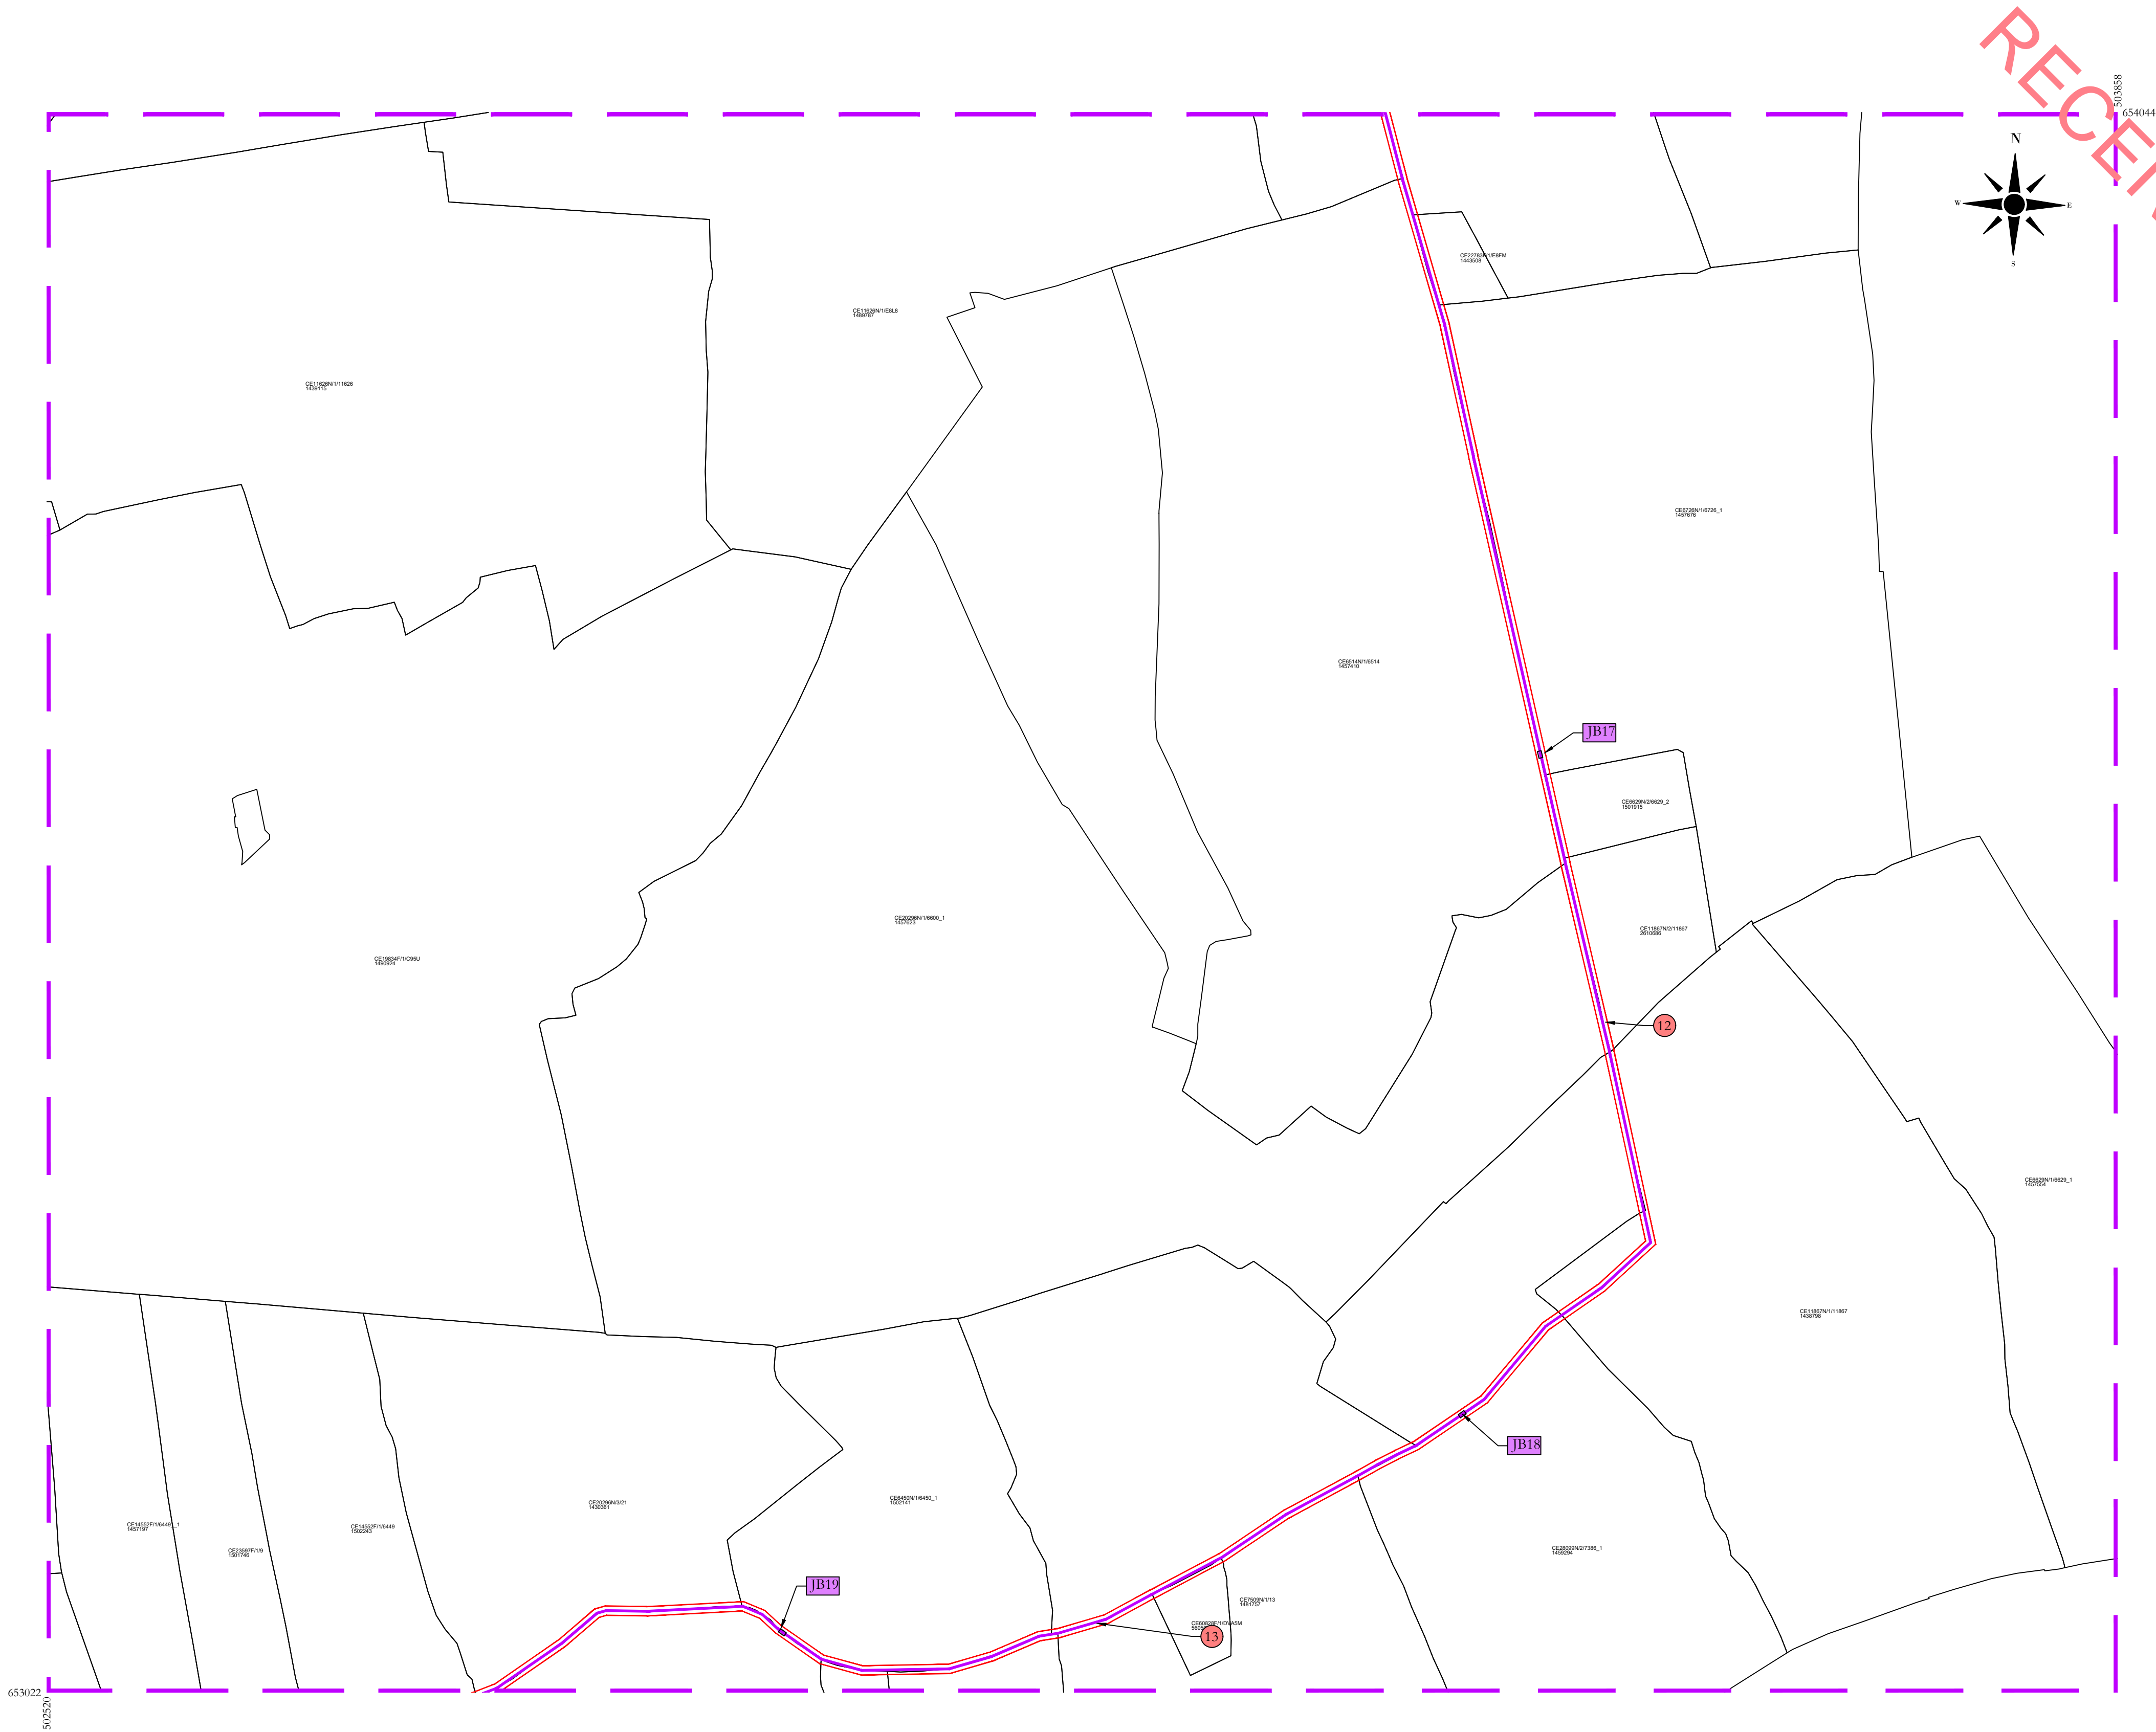 503858
654044
N
W
E
S
CE22783F/1/E8FM
1443508
CE11626N/1/E8L8
1469787
CE11626N/1/11626
1439115
CE6726N/1/6726_1
1457676
CE6514N/1/6514
1457410
JB17
CE6629N/2/6629_2
1501915
CE20296N/1/6600_1
1457623
CE11867N/2/11867
2610686
CE19834F/1/C95U
1490924
12
CE6629N/1/6629_1
1457554
CE11867N/1/11867
1438798
JB18
CE6450N/1/6450_1
1502141
CE20296N/3/21
1430361
CE14552F/1/6449
1502243
1457197
CE23597F/1/9
1501746
CE28099N/2/7386_1
1459294
JB19
CE7509N/1/13
1481757
13
653022
502520